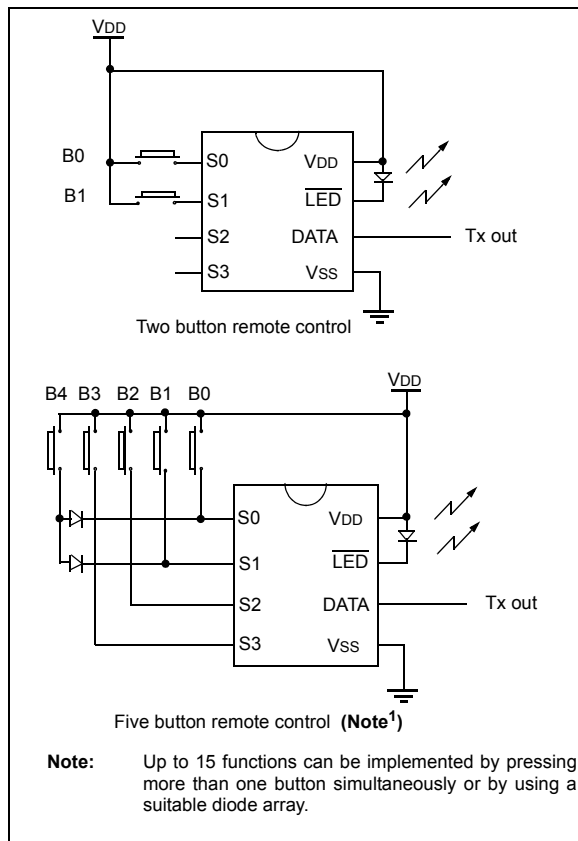 VDD
B0
S0
VDD
B1
S1
LED
S2
DATA
Tx out
S3
VSS
Two button remote control
B4 B3 B2 B1 B0
VDD
S0
VDD
S1
LED
S2
DATA
Tx out
S3
VSS
Five button remote control (Note1)
Note: Up to 15 functions can be implemented by pressing
more than one button simultaneously or by using a
suitable diode array.